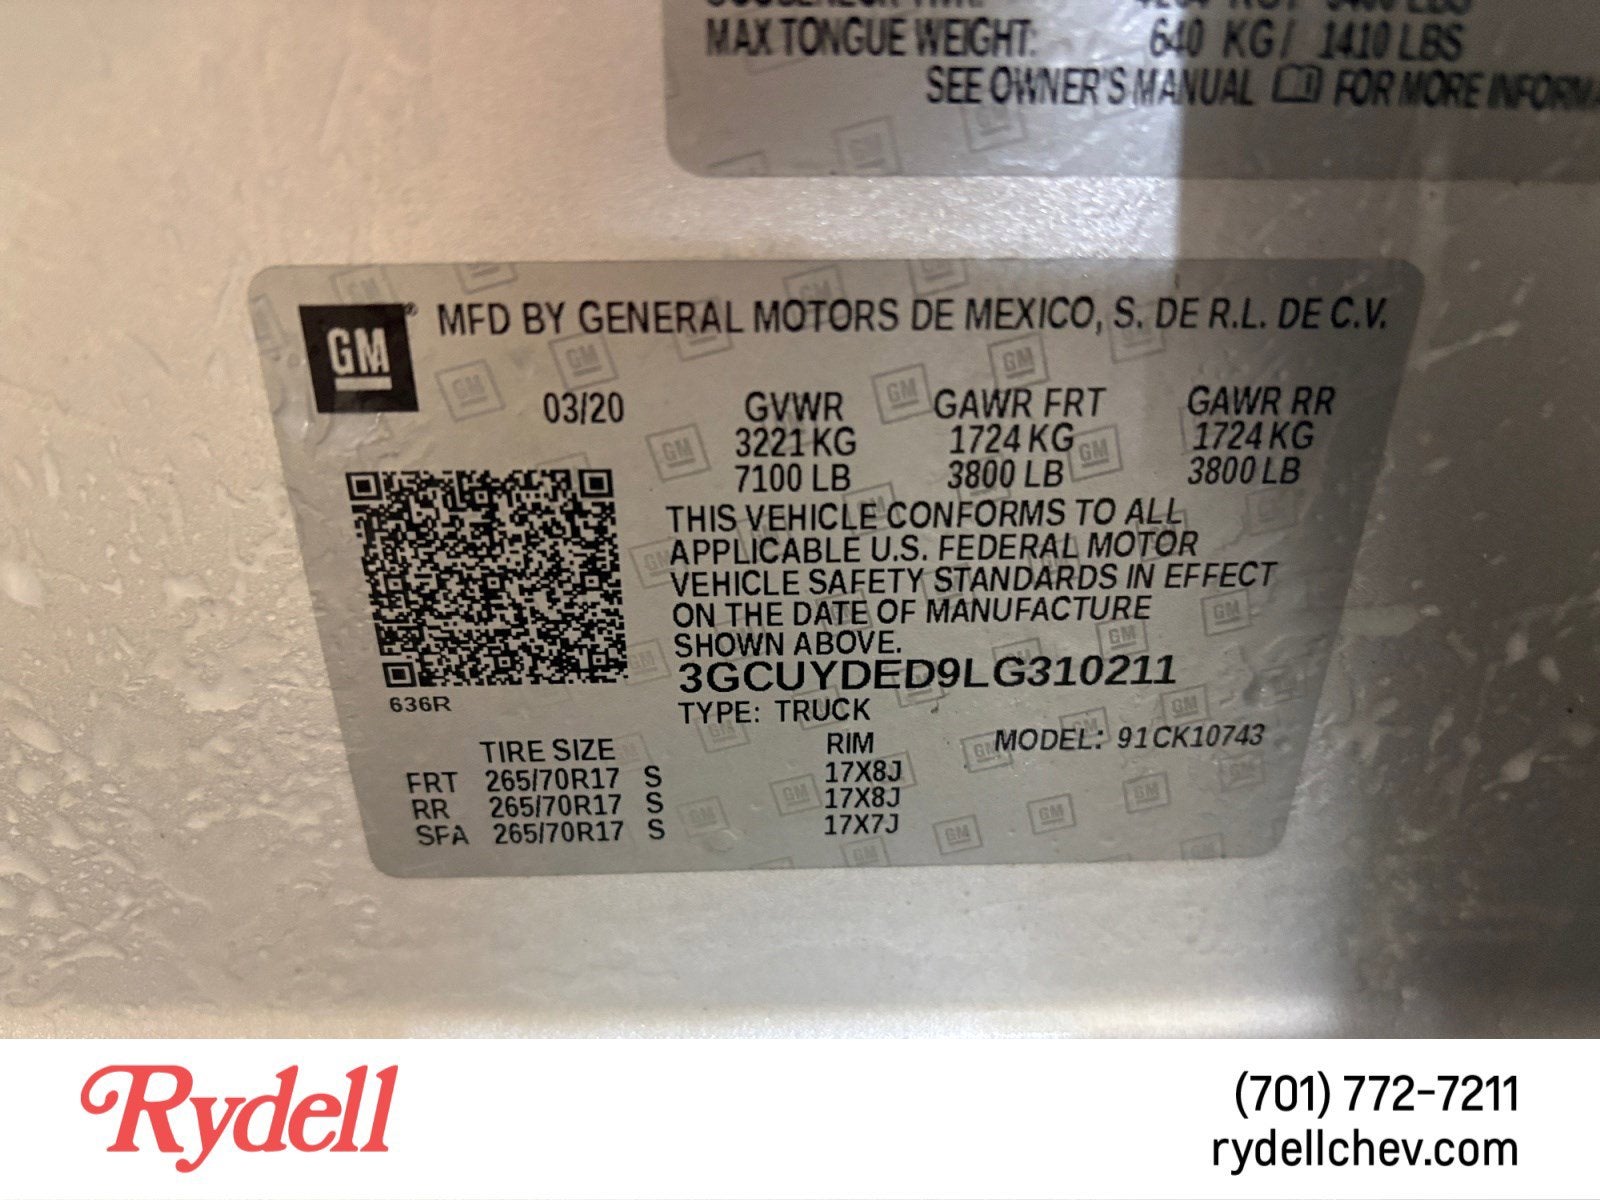 MAX TONGUE WEIGHT: 640 KG / 1410 LBS
SEE OWNER'S MANUAL FOR MORE
GM ® MFD BY GENERAL MOTORS DE MEXICO, S. DE R.L. DE C.V.
03/20 GVWR GAWR FRT GAWR RR
3221 KG 1724 KG 1724 KG
7100 LB 3800 LB 3800 LB
THIS VEHICLE CONFORMS TO ALL
APPLICABLE U.S. FEDERAL MOTOR
VEHICLE SAFETY STANDARDS IN EFFECT
ON THE DATE OF MANUFACTURE
SHOWN ABOVE.
3GCUYDED9LG310211
636R
TYPE: TRUCK
TIRE SIZE RIM MODEL: 91CK10743
FRT 265/70R17 S 17X8J
RR 265/70R17 S 17X8J
SFA 265/70R17 S 17X7J
Rydell
(701) 772-7211
rydellchev.com